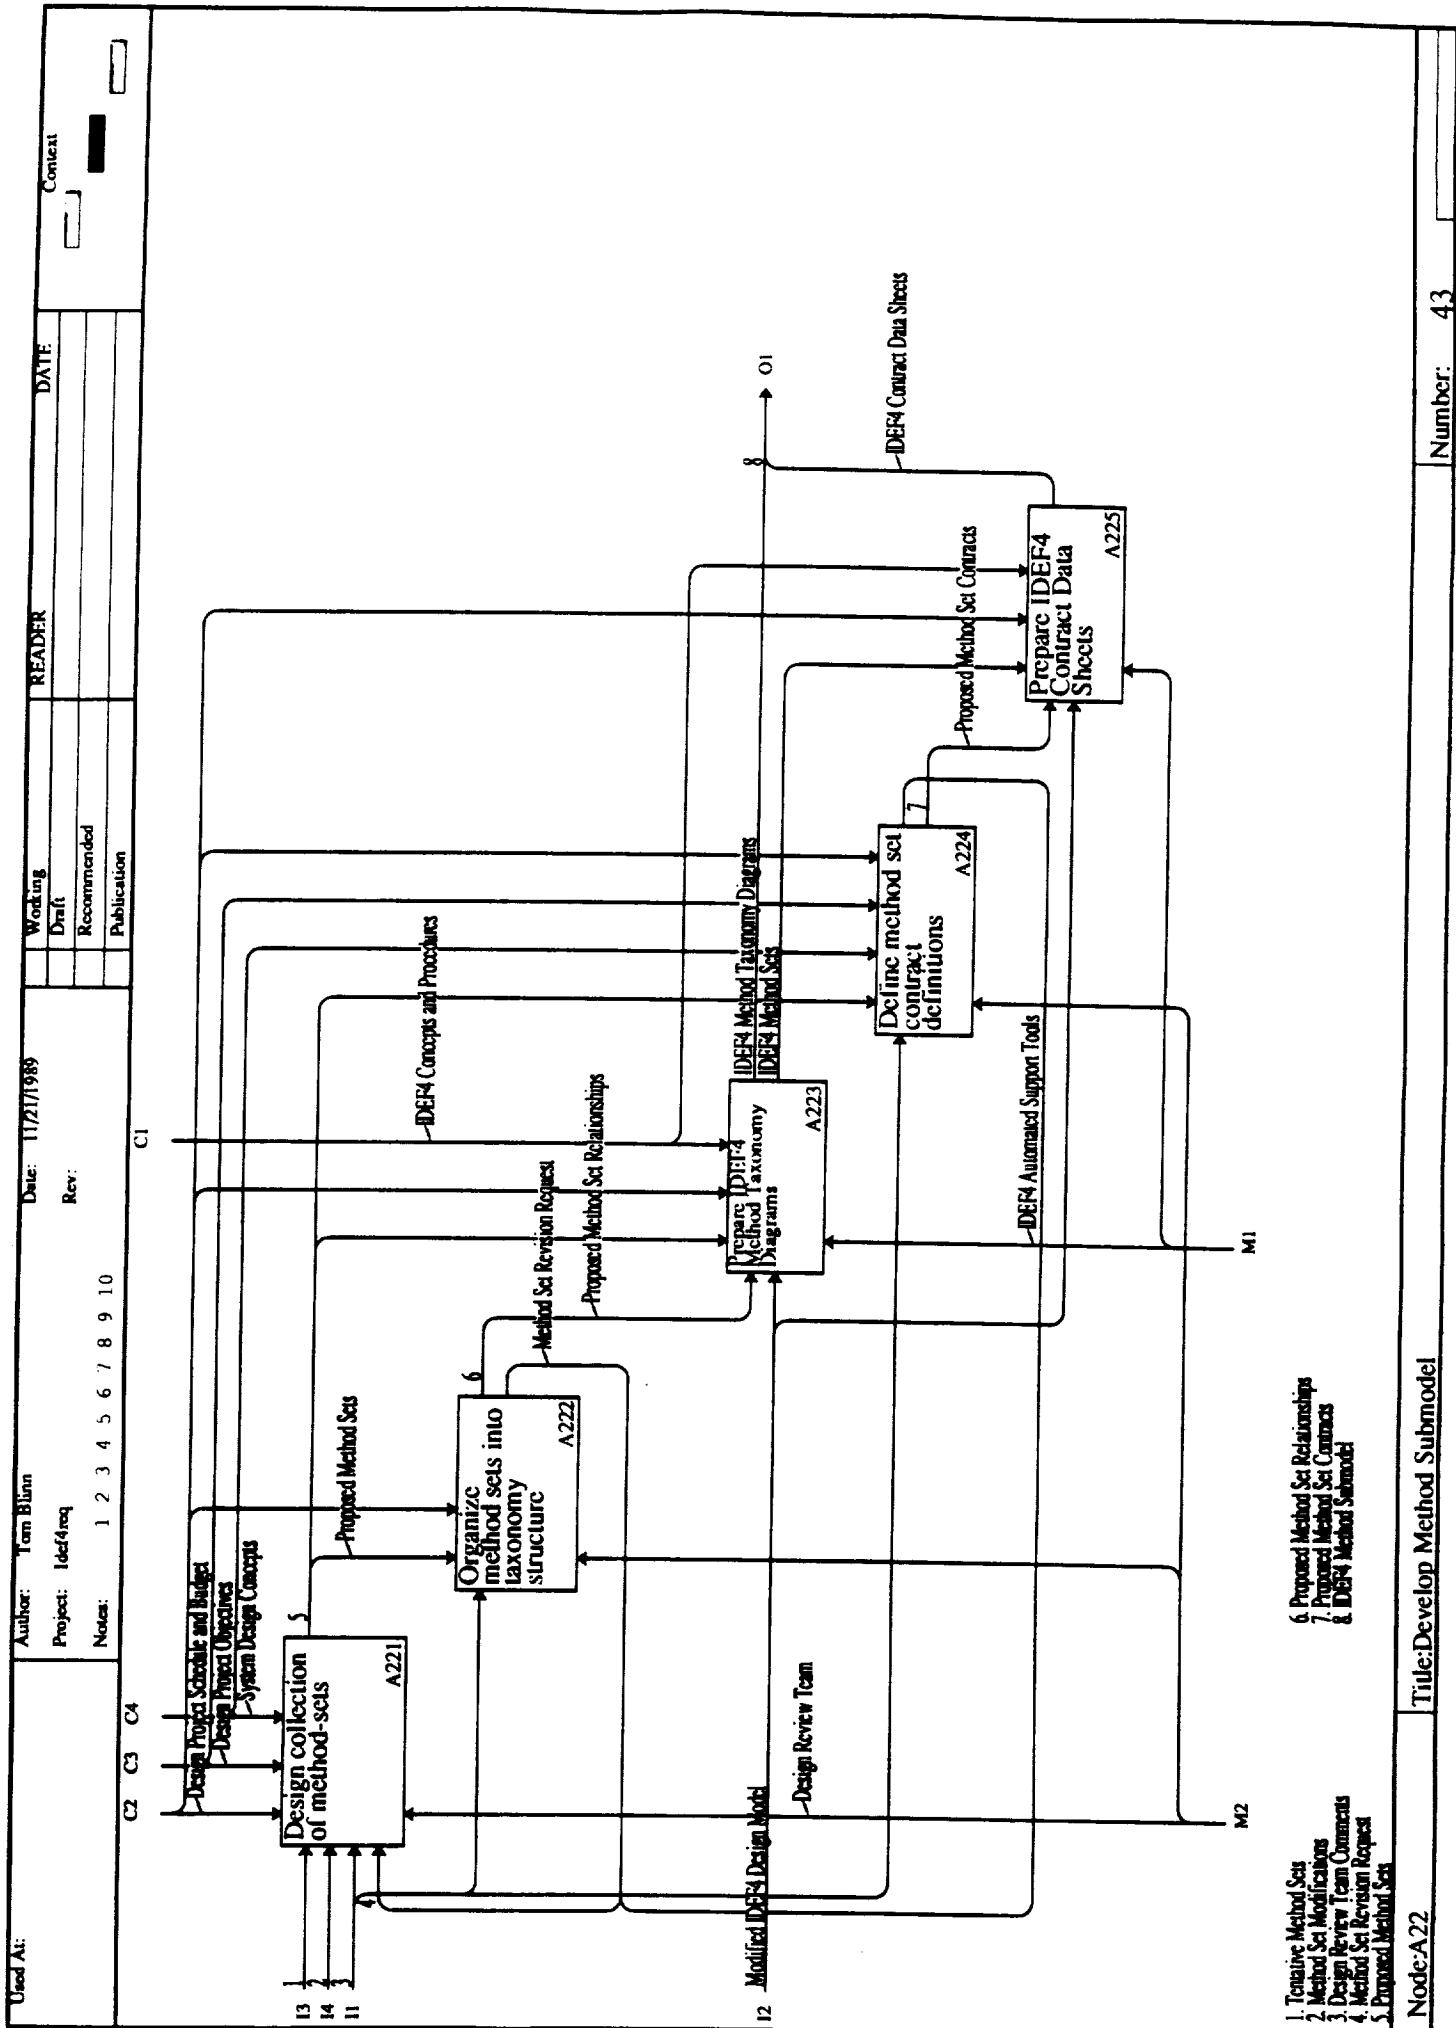 Used At:
Author: Tom Blinn
Date: 11/21/1989
Working
READER
DATE
Context
Project: Idef4req
Rev:
Draft
Recommended
Notes: 1 2 3 4 5 6 7 8 9 10
Publication
C2
C3
C4
C1
Design Project Schedule and Budget
Design Project Objectives
System Design Concepts
I3
1
I4
2
I1
3
4
Design collection
of method-sets
A221
5
Proposed Method Sets
Organize
method sets into
taxonomy
structure
A222
6
Method Set Revision Request
Proposed Method Set Relationships
IDEF4 Concepts and Procedures
Prepare IDEF4
Method Taxonomy
Diagrams
A223
IDEF4 Method Taxonomy Diagrams
IDEF4 Method Sets
Define method set
contract
definitions
A224
7
Proposed Method Set Contracts
Prepare IDEF4
Contract Data
Sheets
A225
IDEF4 Contract Data Sheets
8
O1
I2
Modified IDEF4 Design Model
Design Review Team
IDEF4 Automated Support Tools
M2
M1
1. Tentative Method Sets
2. Method Set Modifications
3. Design Review Team Comments
4. Method Set Revision Request
5. Proposed Method Sets
6. Proposed Method Set Relationships
7. Proposed Method Set Contracts
8. IDEF4 Method Submodel
Node:A22
Title:Develop Method Submodel
Number: 43